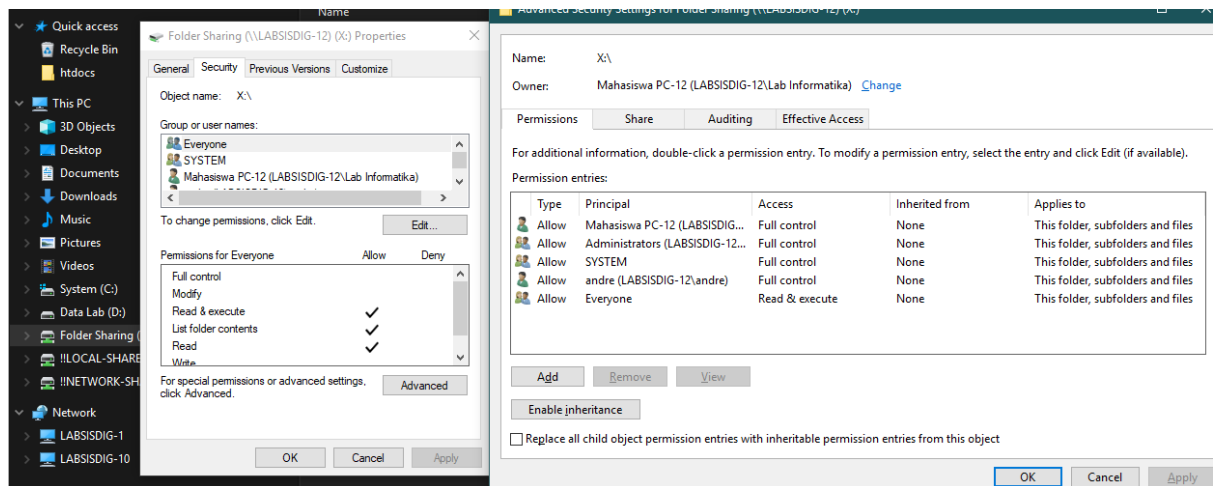 Name
Quick access
Recycle Bin
htdocs
This PC
3D Objects
Desktop
Documents
Downloads
Music
Pictures
Videos
System (C:)
Data Lab (D:)
Folder Sharing (
!!LOCAL-SHARE
!!NETWORK-SH
Network
LABSISDIG-1
LABSISDIG-10
Folder Sharing (\\LABSISDIG-12) (X:) Properties
General Security Previous Versions Customize
Object name: X:\
Group or user names:
Everyone
SYSTEM
Mahasiswa PC-12 (LABSISDIG-12\Lab Informatika)
To change permissions, click Edit.
Edit...
Permissions for Everyone Allow Deny
Full control
Modify
Read & execute
List folder contents
Read
Write
For special permissions or advanced settings,
click Advanced.
Advanced
OK Cancel Apply
Advanced Security Settings for Folder Sharing (\\LABSISDIG-12) (X:)
Name: X:\
Owner: Mahasiswa PC-12 (LABSISDIG-12\Lab Informatika) Change
Permissions Share Auditing Effective Access
For additional information, double-click a permission entry. To modify a permission entry, select the entry and click Edit (if available).
Permission entries:
Type Principal Access Inherited from Applies to
Allow Mahasiswa PC-12 (LABSISDIG... Full control None This folder, subfolders and files
Allow Administrators (LABSISDIG-12... Full control None This folder, subfolders and files
Allow SYSTEM Full control None This folder, subfolders and files
Allow andre (LABSISDIG-12\andre) Full control None This folder, subfolders and files
Allow Everyone Read & execute None This folder, subfolders and files
Add Remove View
Enable inheritance
Replace all child object permission entries with inheritable permission entries from this object
OK Cancel Apply